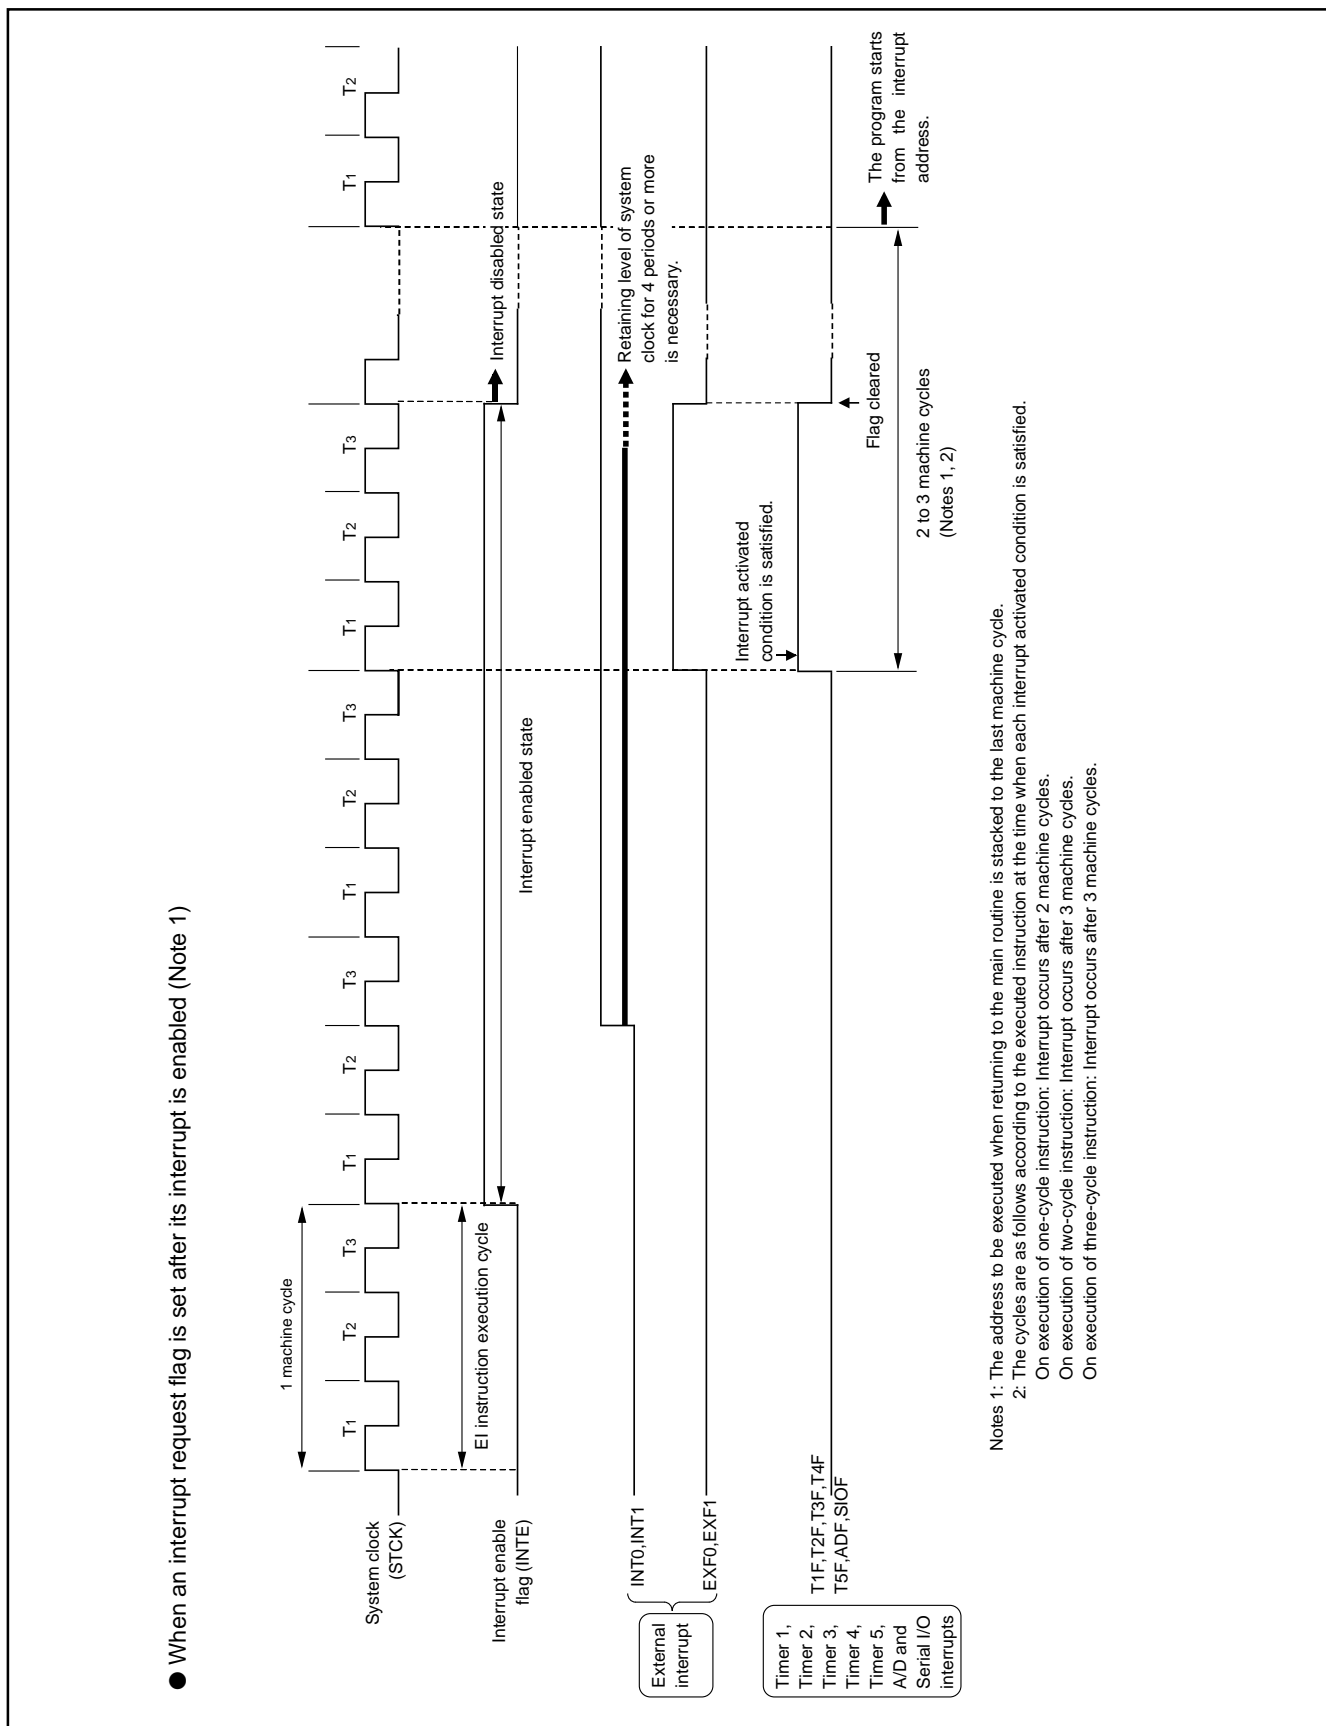 ● When an interrupt request flag is set after its interrupt is enabled (Note 1)
1 machine cycle
T1 T2 T3 T1 T2 T3 T1 T2 T3 T1 T2 T3 T1 T2
System clock
(STCK)
EI instruction execution cycle
Interrupt enabled state
Interrupt disabled state
Interrupt enable
flag (INTE)
External
interrupt
INT0,INT1
Retaining level of system
clock for 4 periods or more
is necessary.
EXF0,EXF1
Interrupt activated
condition is satisfied.
Timer 1,
Timer 2,
Timer 3,
Timer 4,
Timer 5,
A/D and
Serial I/O
interrupts
T1F,T2F,T3F,T4F
T5F,ADF,SIOF
Flag cleared
The program starts
from the interrupt
address.
2 to 3 machine cycles
(Notes 1, 2)
Notes 1: The address to be executed when returning to the main routine is stacked to the last machine cycle.
2: The cycles are as follows according to the executed instruction at the time when each interrupt activated condition is satisfied.
On execution of one-cycle instruction: Interrupt occurs after 2 machine cycles.
On execution of two-cycle instruction: Interrupt occurs after 3 machine cycles.
On execution of three-cycle instruction: Interrupt occurs after 3 machine cycles.